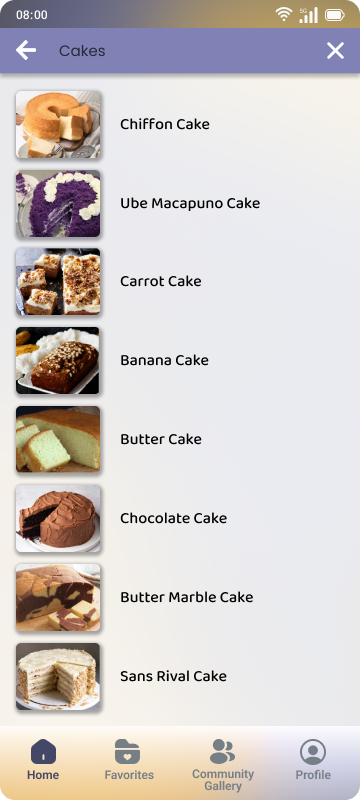 08:00
5G
Cakes
Chiffon Cake
Ube Macapuno Cake
Carrot Cake
Banana Cake
Butter Cake
Chocolate Cake
Butter Marble Cake
Sans Rival Cake
Home
Favorites
Community
Gallery
Profile